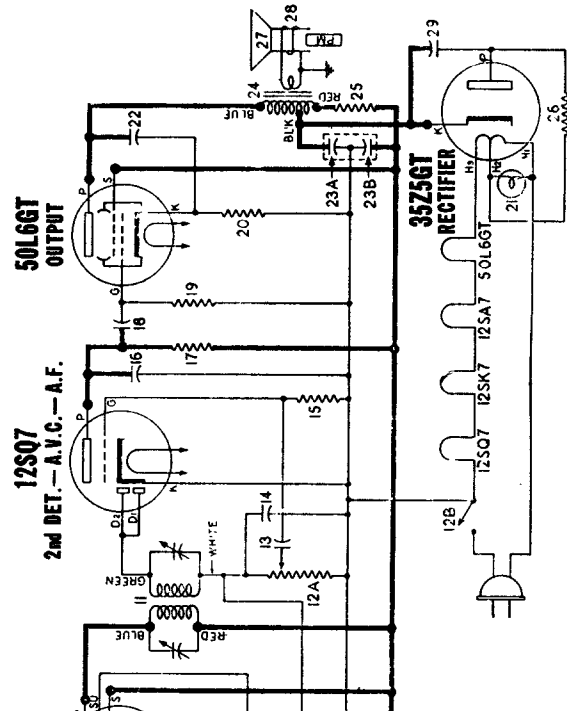 50L6GT
OUTPUT
12SQ7
2nd DET.—A.V.C.—A.F.
35Z5GT
RECTIFIER
27
28
PM
24
BLUE
RED
BL'K
25
29
22
23A
23B
P
S
K
G
20
19
18
17
16
15
P
G
K
D2
D1
14
13
12A
WHITE
GREEN
11
BLUE
RED
SU
S
P
K
H3
H2
H1
21
26
50L6GT
12SA7
12SK7
12SQ7
12B